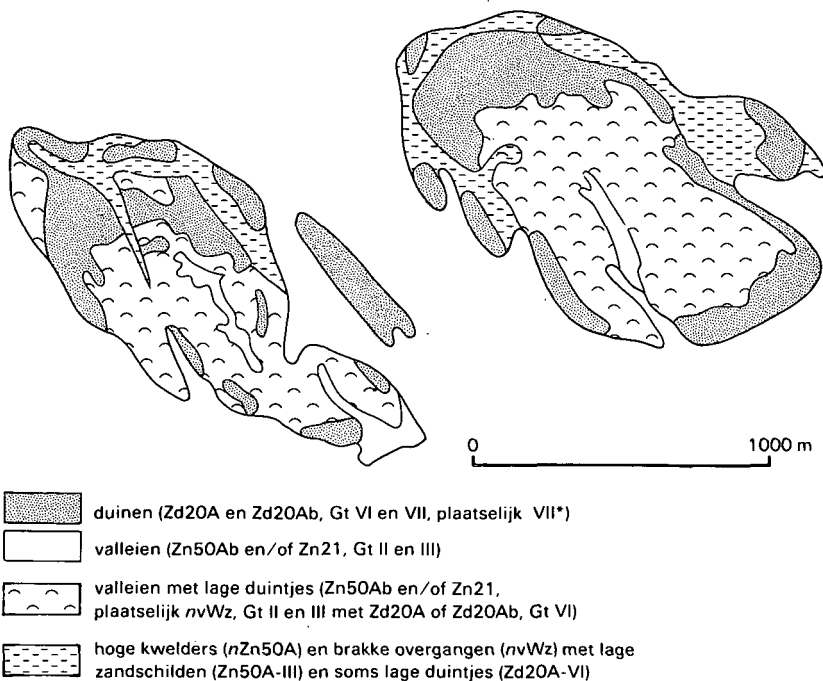 0 1000 m
duinen (Zd20A en Zd20Ab, Gt VI en VII, plaatselijk VII*)
valleien (Zn50Ab en/of Zn21, Gt II en III)
valleien met lage duintjes (Zn50Ab en/of Zn21,
plaatselijk nvWz, Gt II en III met Zd20A of Zd20Ab, Gt VI)
hoge kwelders (nZn50A) en brakke overgangen (nvWz) met lage
zandschilden (Zn50A-III) en soms lage duintjes (Zd20A-VI)